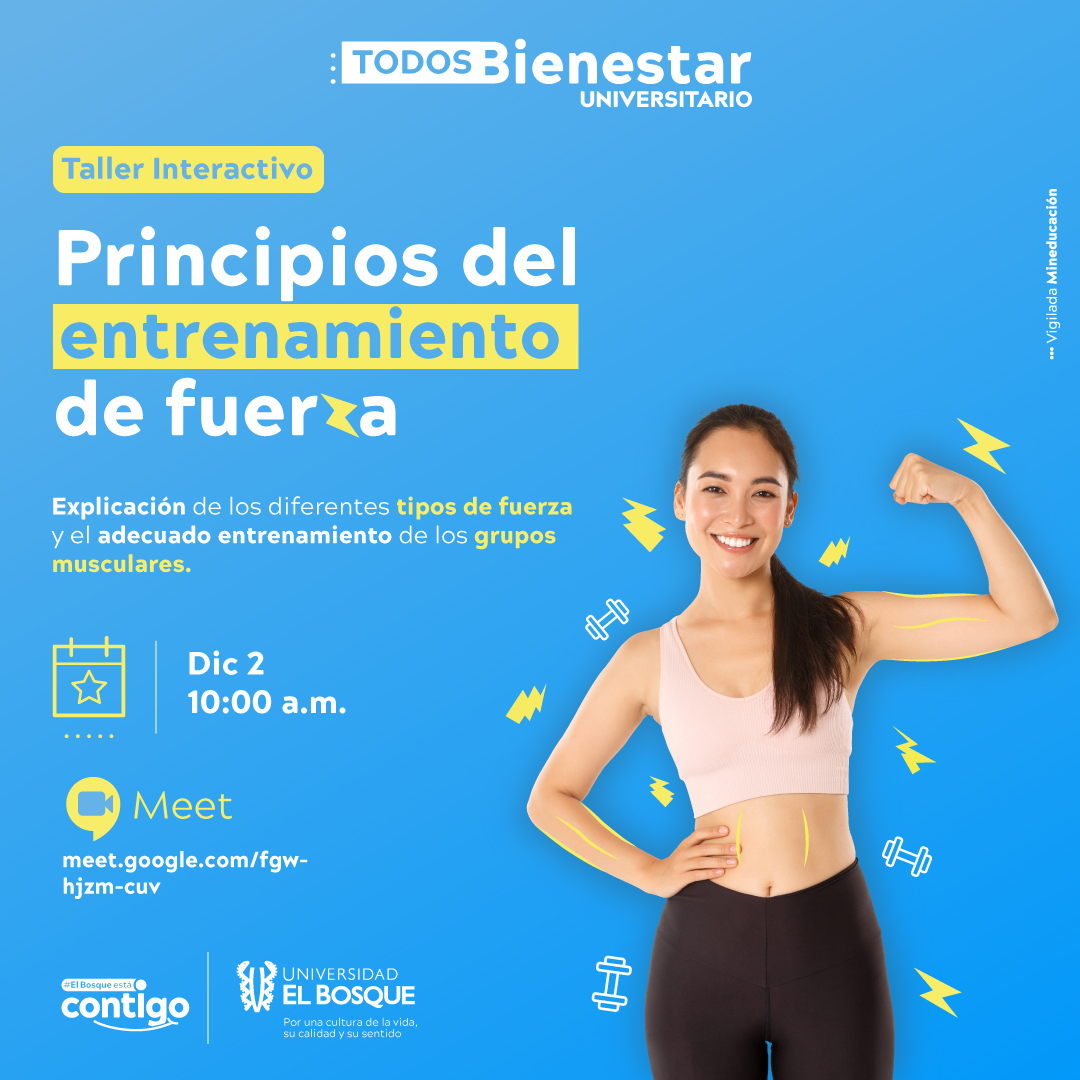 TODOS Bienestar
UNIVERSITARIO
Taller Interactivo
Principios del
entrenamiento
de fuerza
Explicación de los diferentes tipos de fuerza
y el adecuado entrenamiento de los grupos
musculares.
Dic 2
10:00 a.m.
Meet
meet.google.com/fgw-
hjzm-cuv
#El Bosque está
contigo
UNIVERSIDAD
EL BOSQUE
Por una cultura de la vida,
su calidad y su sentido
Vigilada Mineducación